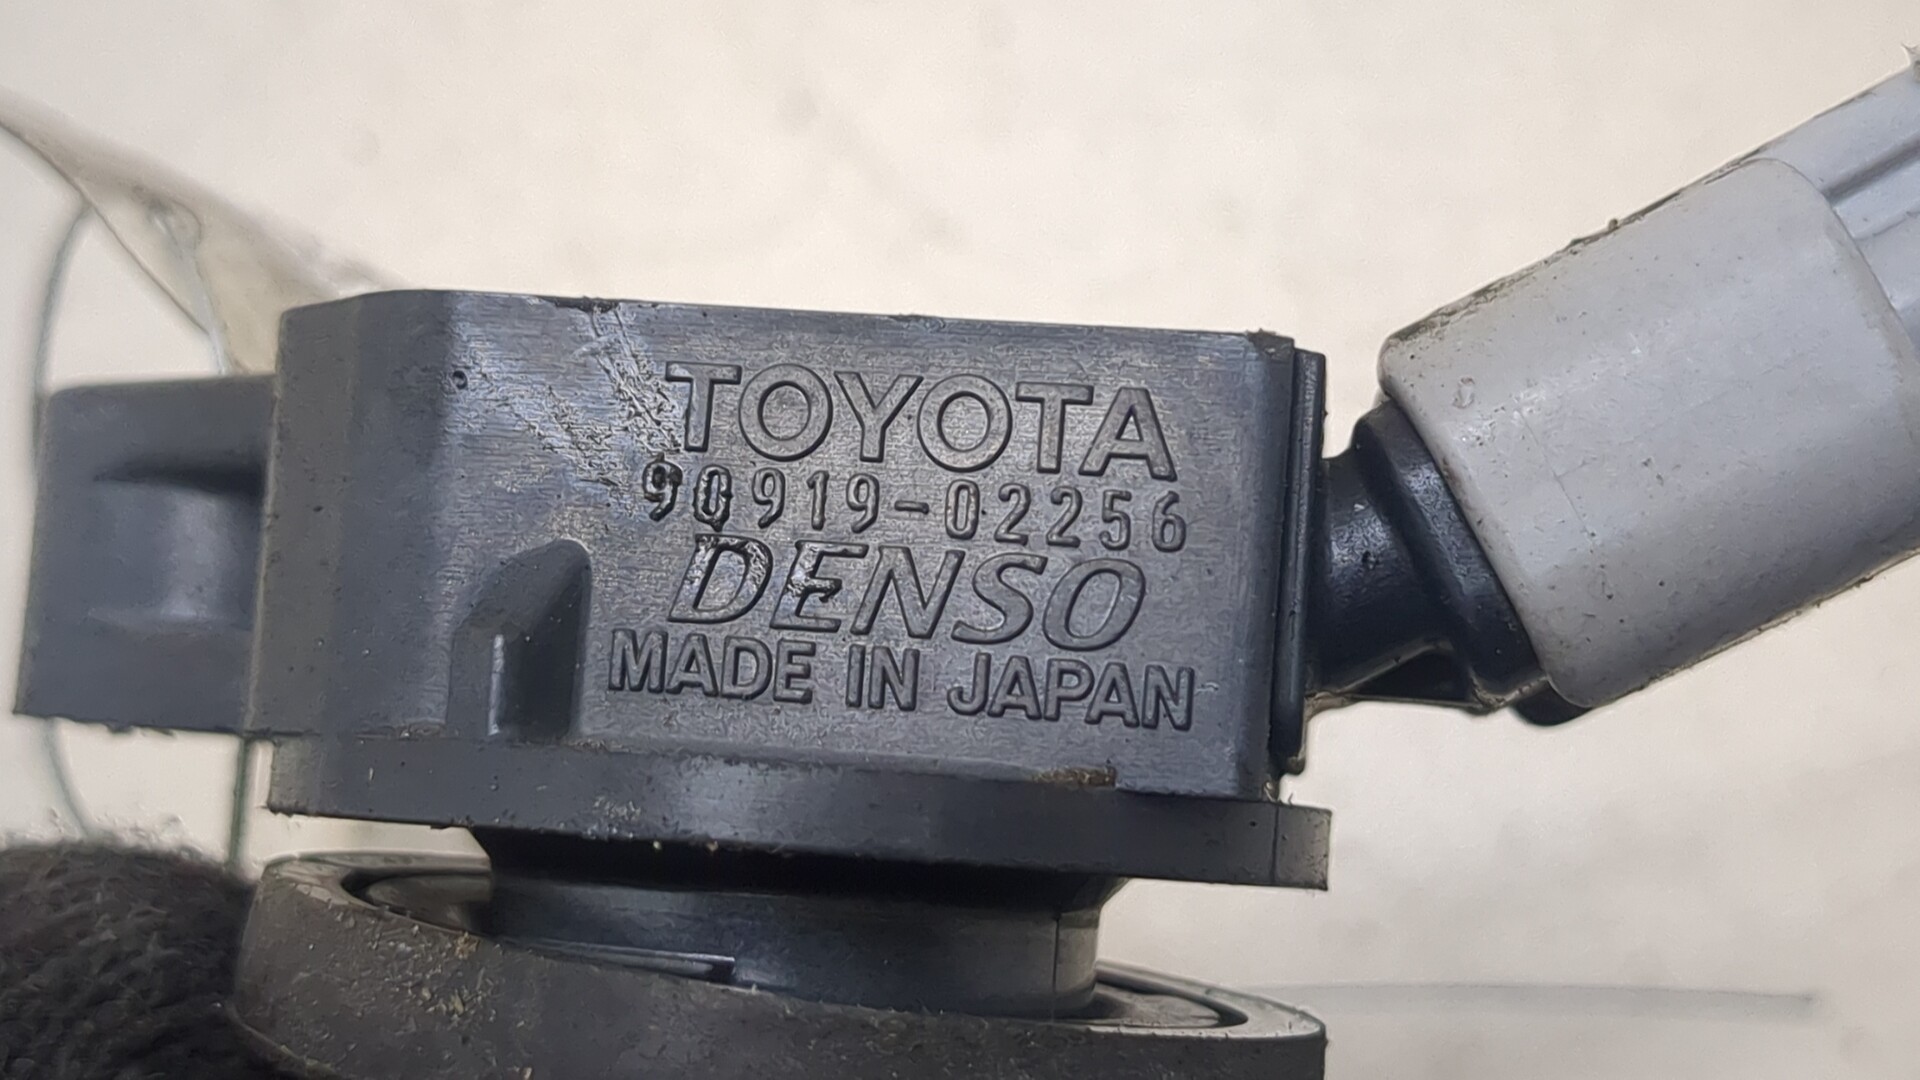 TOYOTA
90919-02256
DENSO
MADE IN JAPAN